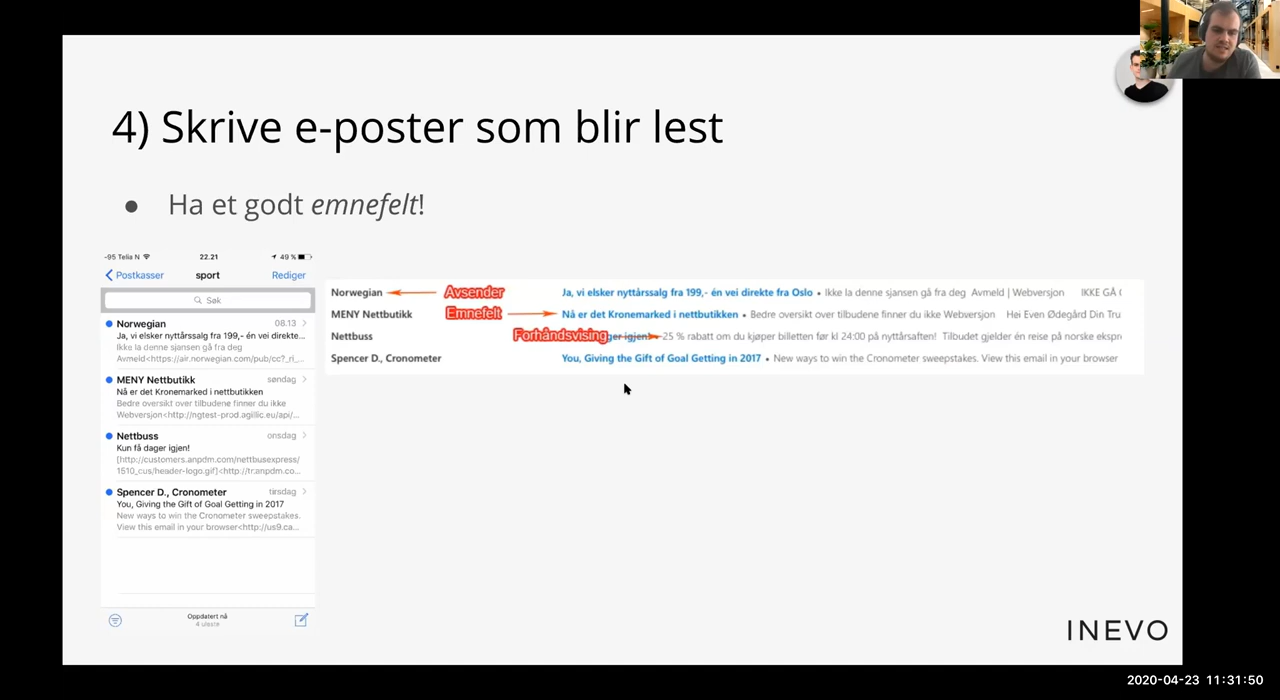 4) Skrive e-poster som blir lest
● Ha et godt emnefelt!
-95 Telia N 22.21 49 %
Postkasser sport Rediger
Søk
Norwegian 08.13
Ja, vi elsker nyttårssalg fra 199,- én vei direkte...
Ikke la denne sjansen gå fra deg
Avmeld<https://air.norwegian.com/pub/cc?_ri_...
MENY Nettbutikk søndag
Nå er det Kronemarked i nettbutikken
Bedre oversikt over tilbudene finner du ikke
Webversjon<http://ngtest-prod.agillic.eu/api/...
Nettbuss onsdag
Kun få dager igjen!
[http://customers.anpdm.com/nettbusexpress/
1510_cus/header-logo.gif]<http://tr.anpdm.co...
Spencer D., Cronometer tirsdag
You, Giving the Gift of Goal Getting in 2017
New ways to win the Cronometer sweepstakes.
View this email in your browser<http://us9.ca...
Oppdatert nå
4 uleste
Norwegian Avsender Ja, vi elsker nyttårssalg fra 199,- én vei direkte fra Oslo • Ikke la denne sjansen gå fra deg Avmeld | Webversjon IKKE GÅ
MENY Nettbutikk Emnefelt Nå er det Kronemarked i nettbutikken • Bedre oversikt over tilbudene finner du ikke Webversjon Hei Even Ødegård Din Tru
Nettbuss Forhåndsvising ger igjen! 25 % rabatt om du kjøper billetten før kl 24:00 på nyttårsaften! Tilbudet gjelder én reise på norske ekspr
Spencer D., Cronometer You, Giving the Gift of Goal Getting in 2017 • New ways to win the Cronometer sweepstakes. View this email in your browser
INEVO
2020-04-23 11:31:50